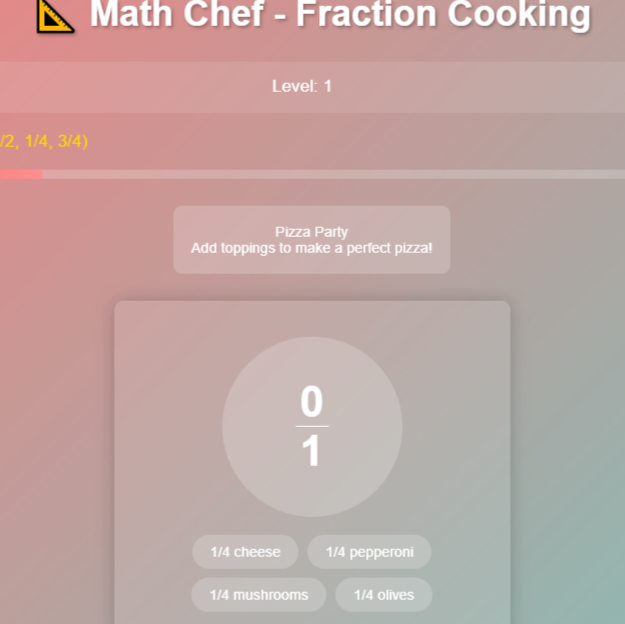 Math Chef - Fraction Cooking
Level: 1
/2, 1/4, 3/4)
Pizza Party
Add toppings to make a perfect pizza!
0
1
1/4 cheese
1/4 pepperoni
1/4 mushrooms
1/4 olives